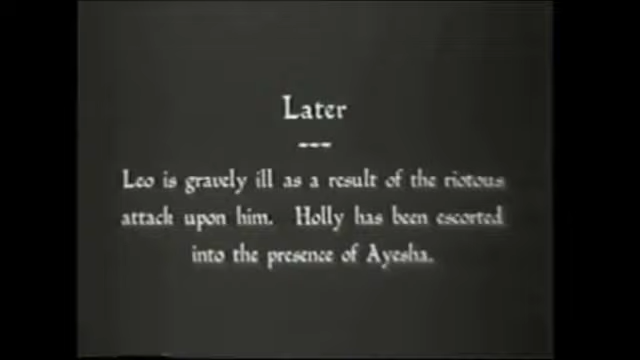 Later
---
Leo is gravely ill as a result of the riotous
attack upon him. Holly has been escorted
into the presence of Ayesha.